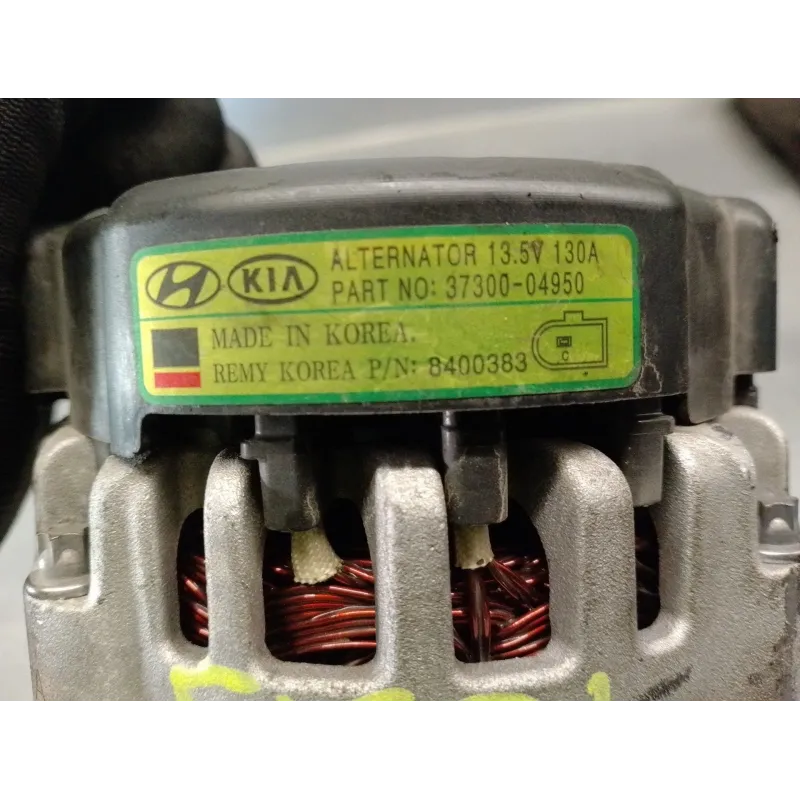 KIA
ALTERNATOR 13.5V 130A
PART NO: 37300-04950
MADE IN KOREA.
REMY KOREA P/N: 8400383
C